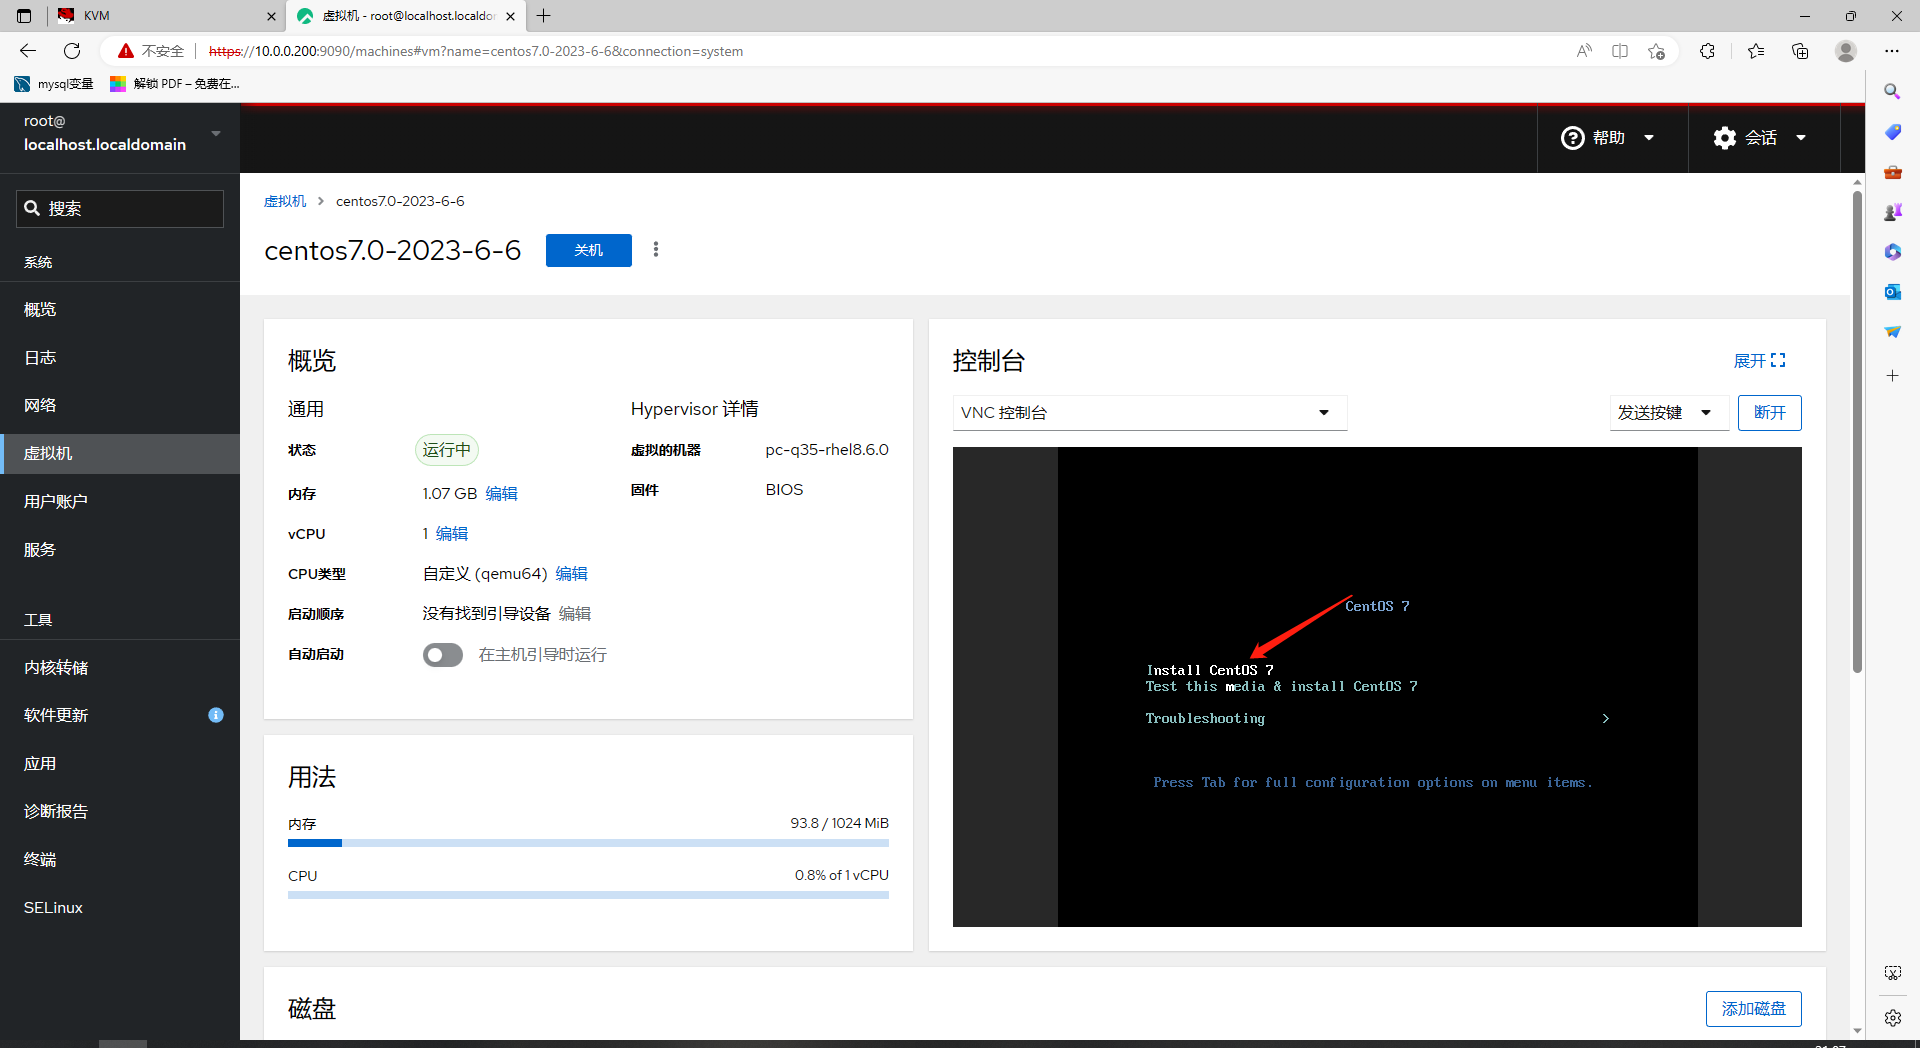 KVM
虚拟机 - root@localhost.localdo
不安全
https://10.0.0.200:9090/machines#vm?name=centos7.0-2023-6-6&connection=system
mysql变量
解锁 PDF – 免费在...
root@
localhost.localdomain
帮助
会话
搜索
系统
概览
日志
网络
虚拟机
用户账户
服务
工具
内核转储
软件更新
应用
诊断报告
终端
SELinux
虚拟机 > centos7.0-2023-6-6
centos7.0-2023-6-6
关机
概览
通用
Hypervisor 详情
状态 运行中
虚拟的机器 pc-q35-rhel8.6.0
内存 1.07 GB 编辑
固件 BIOS
vCPU 1 编辑
CPU类型 自定义 (qemu64) 编辑
启动顺序 没有找到引导设备 编辑
自动启动 在主机引导时运行
用法
内存 93.8 / 1024 MiB
CPU 0.8% of 1 vCPU
控制台
展开
VNC 控制台
发送按键
断开
CentOS 7
Install CentOS 7
Test this media & install CentOS 7
Troubleshooting >
Press Tab for full configuration options on menu items.
磁盘
添加磁盘